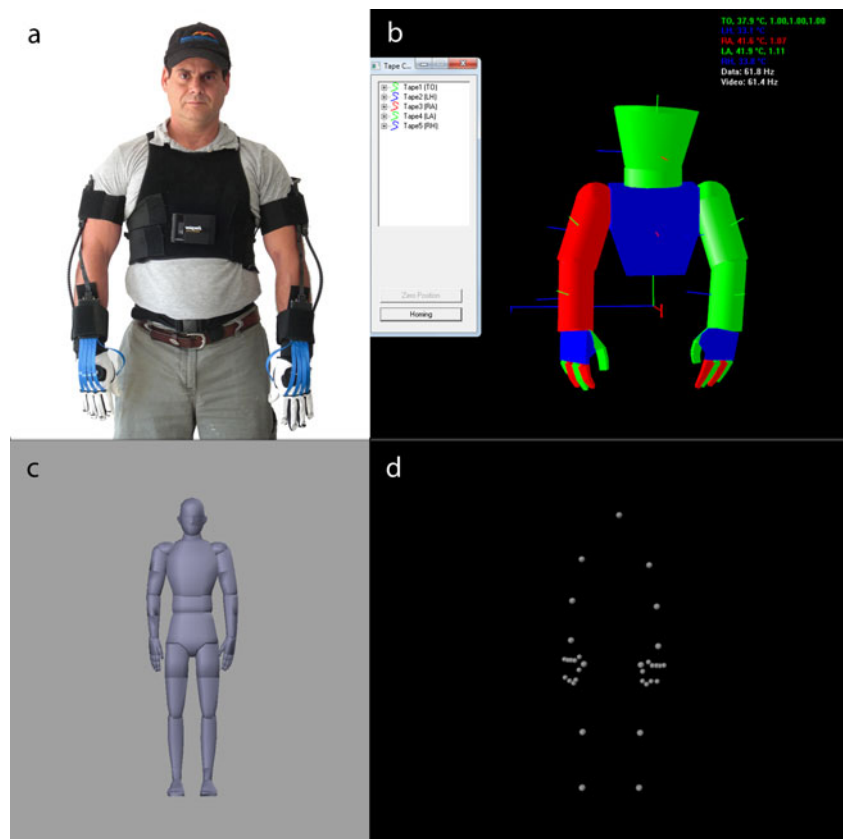 a
b
TO, 37.9 °C, 1.00,1.00,1.00
RA, 41.6 °C, 1.07
LA, 41.9 °C, 1.11
Data: 61.8 Hz
Video: 61.4 Hz
Tape C...
Tape1 (TO)
Tape2 (LH)
Tape3 (RA)
Tape4 (LA)
Tape5 (RH)
Zero Position
Homing
c
d